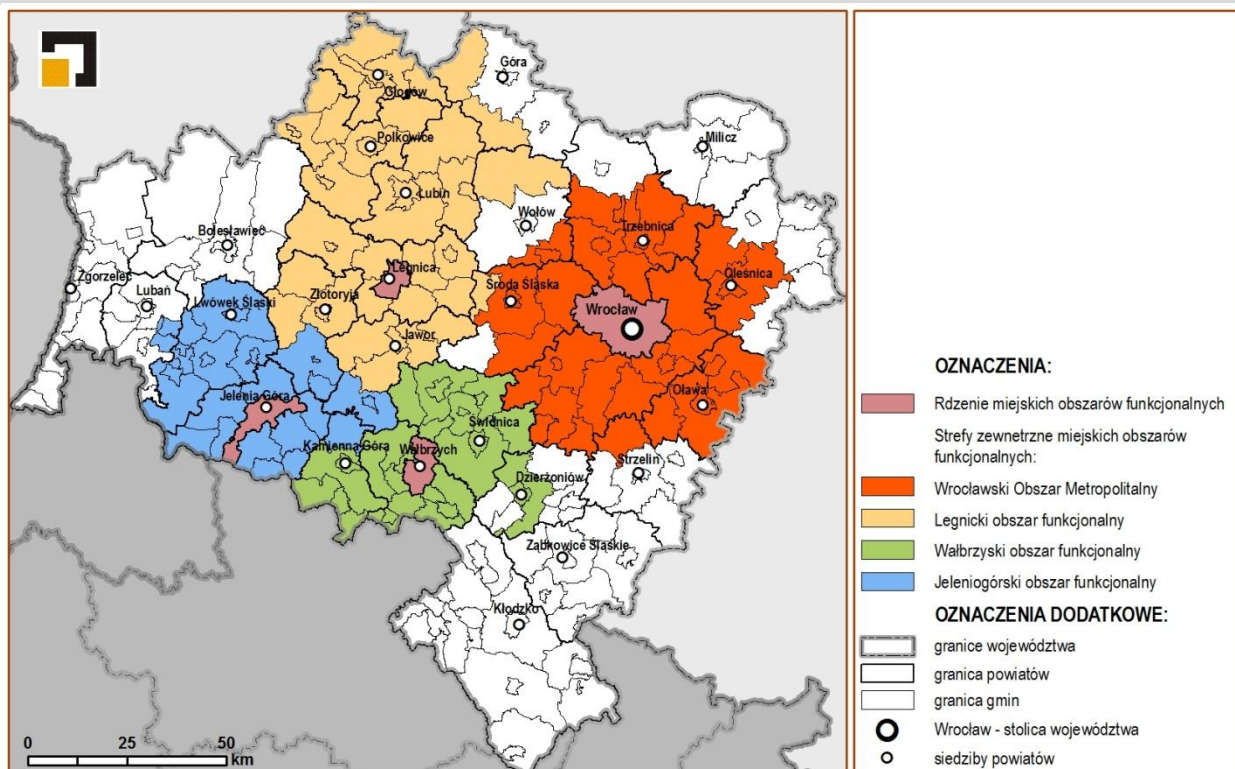 Góra
Głogów
Polkowice
Milicz
Lubin
Wołów
Trzebnica
Bolesławiec
Zgorzelec
Legnica
Oleśnica
Lubań
Lwówek Śląski
Złotoryja
Środa Śląska
Wrocław
Jawor
Jelenia Góra
Oława
Świdnica
Kamienna Góra
Wałbrzych
Strzelin
Dzierżoniów
Ząbkowice Śląskie
Kłodzko
0 25 50
km
OZNACZENIA:
Rdzenie miejskich obszarów funkcjonalnych
Strefy zewnetrzne miejskich obszarów
funkcjonalnych:
Wrocławski Obszar Metropolitalny
Legnicki obszar funkcjonalny
Wałbrzyski obszar funkcjonalny
Jeleniogórski obszar funkcjonalny
OZNACZENIA DODATKOWE:
granice województwa
granica powiatów
granica gmin
Wrocław - stolica województwa
siedziby powiatów